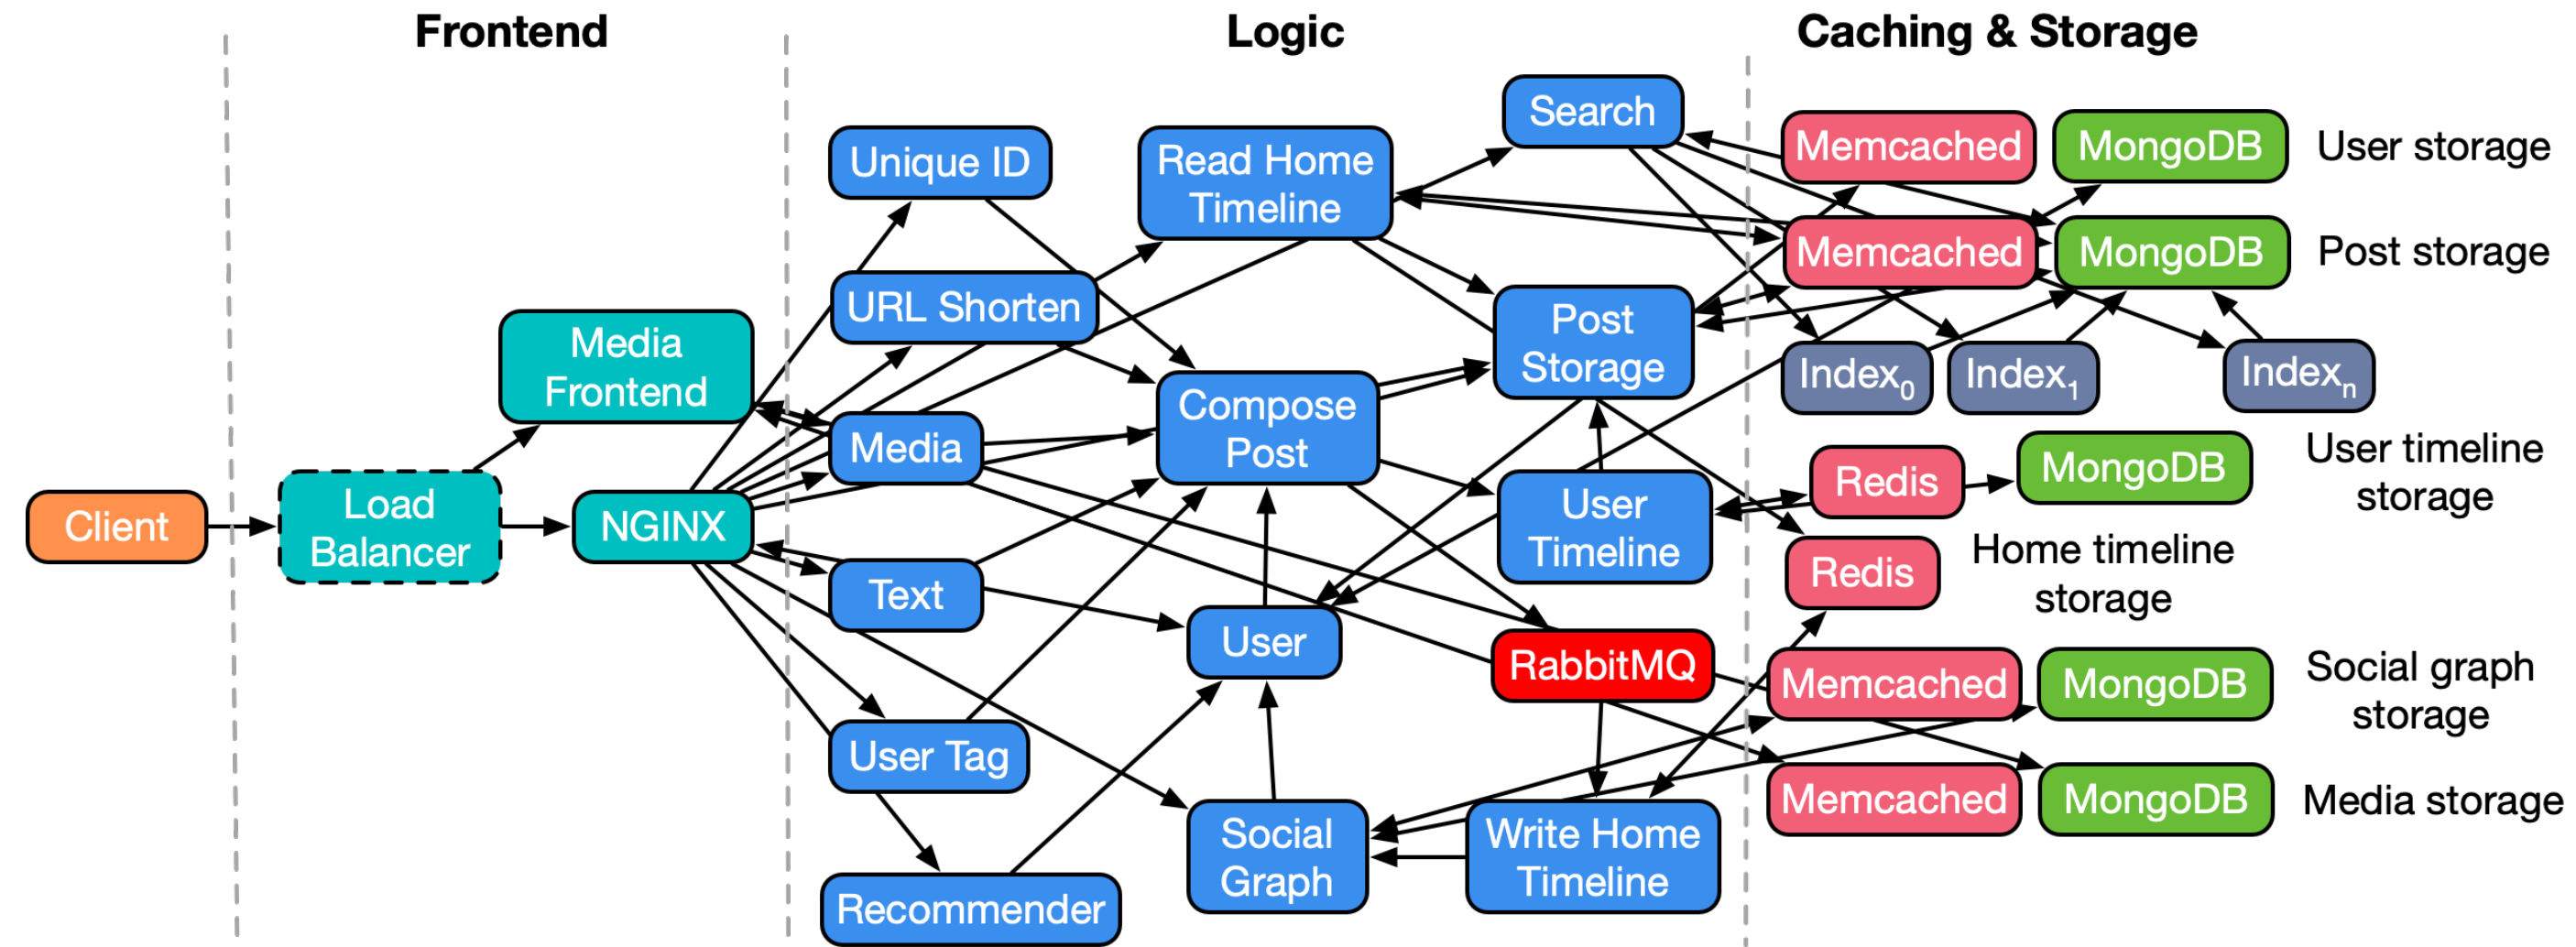 Frontend
Logic
Caching & Storage
Client
Load
Balancer
Media
Frontend
NGINX
Unique ID
URL Shorten
Media
Text
User Tag
Recommender
Read Home
Timeline
Compose
Post
User
Social
Graph
Search
Post
Storage
User
Timeline
RabbitMQ
Write Home
Timeline
Memcached
MongoDB
User storage
Memcached
MongoDB
Post storage
Index0
Index1
Indexn
Redis
MongoDB
User timeline
storage
Redis
Home timeline
storage
Memcached
MongoDB
Social graph
storage
Memcached
MongoDB
Media storage